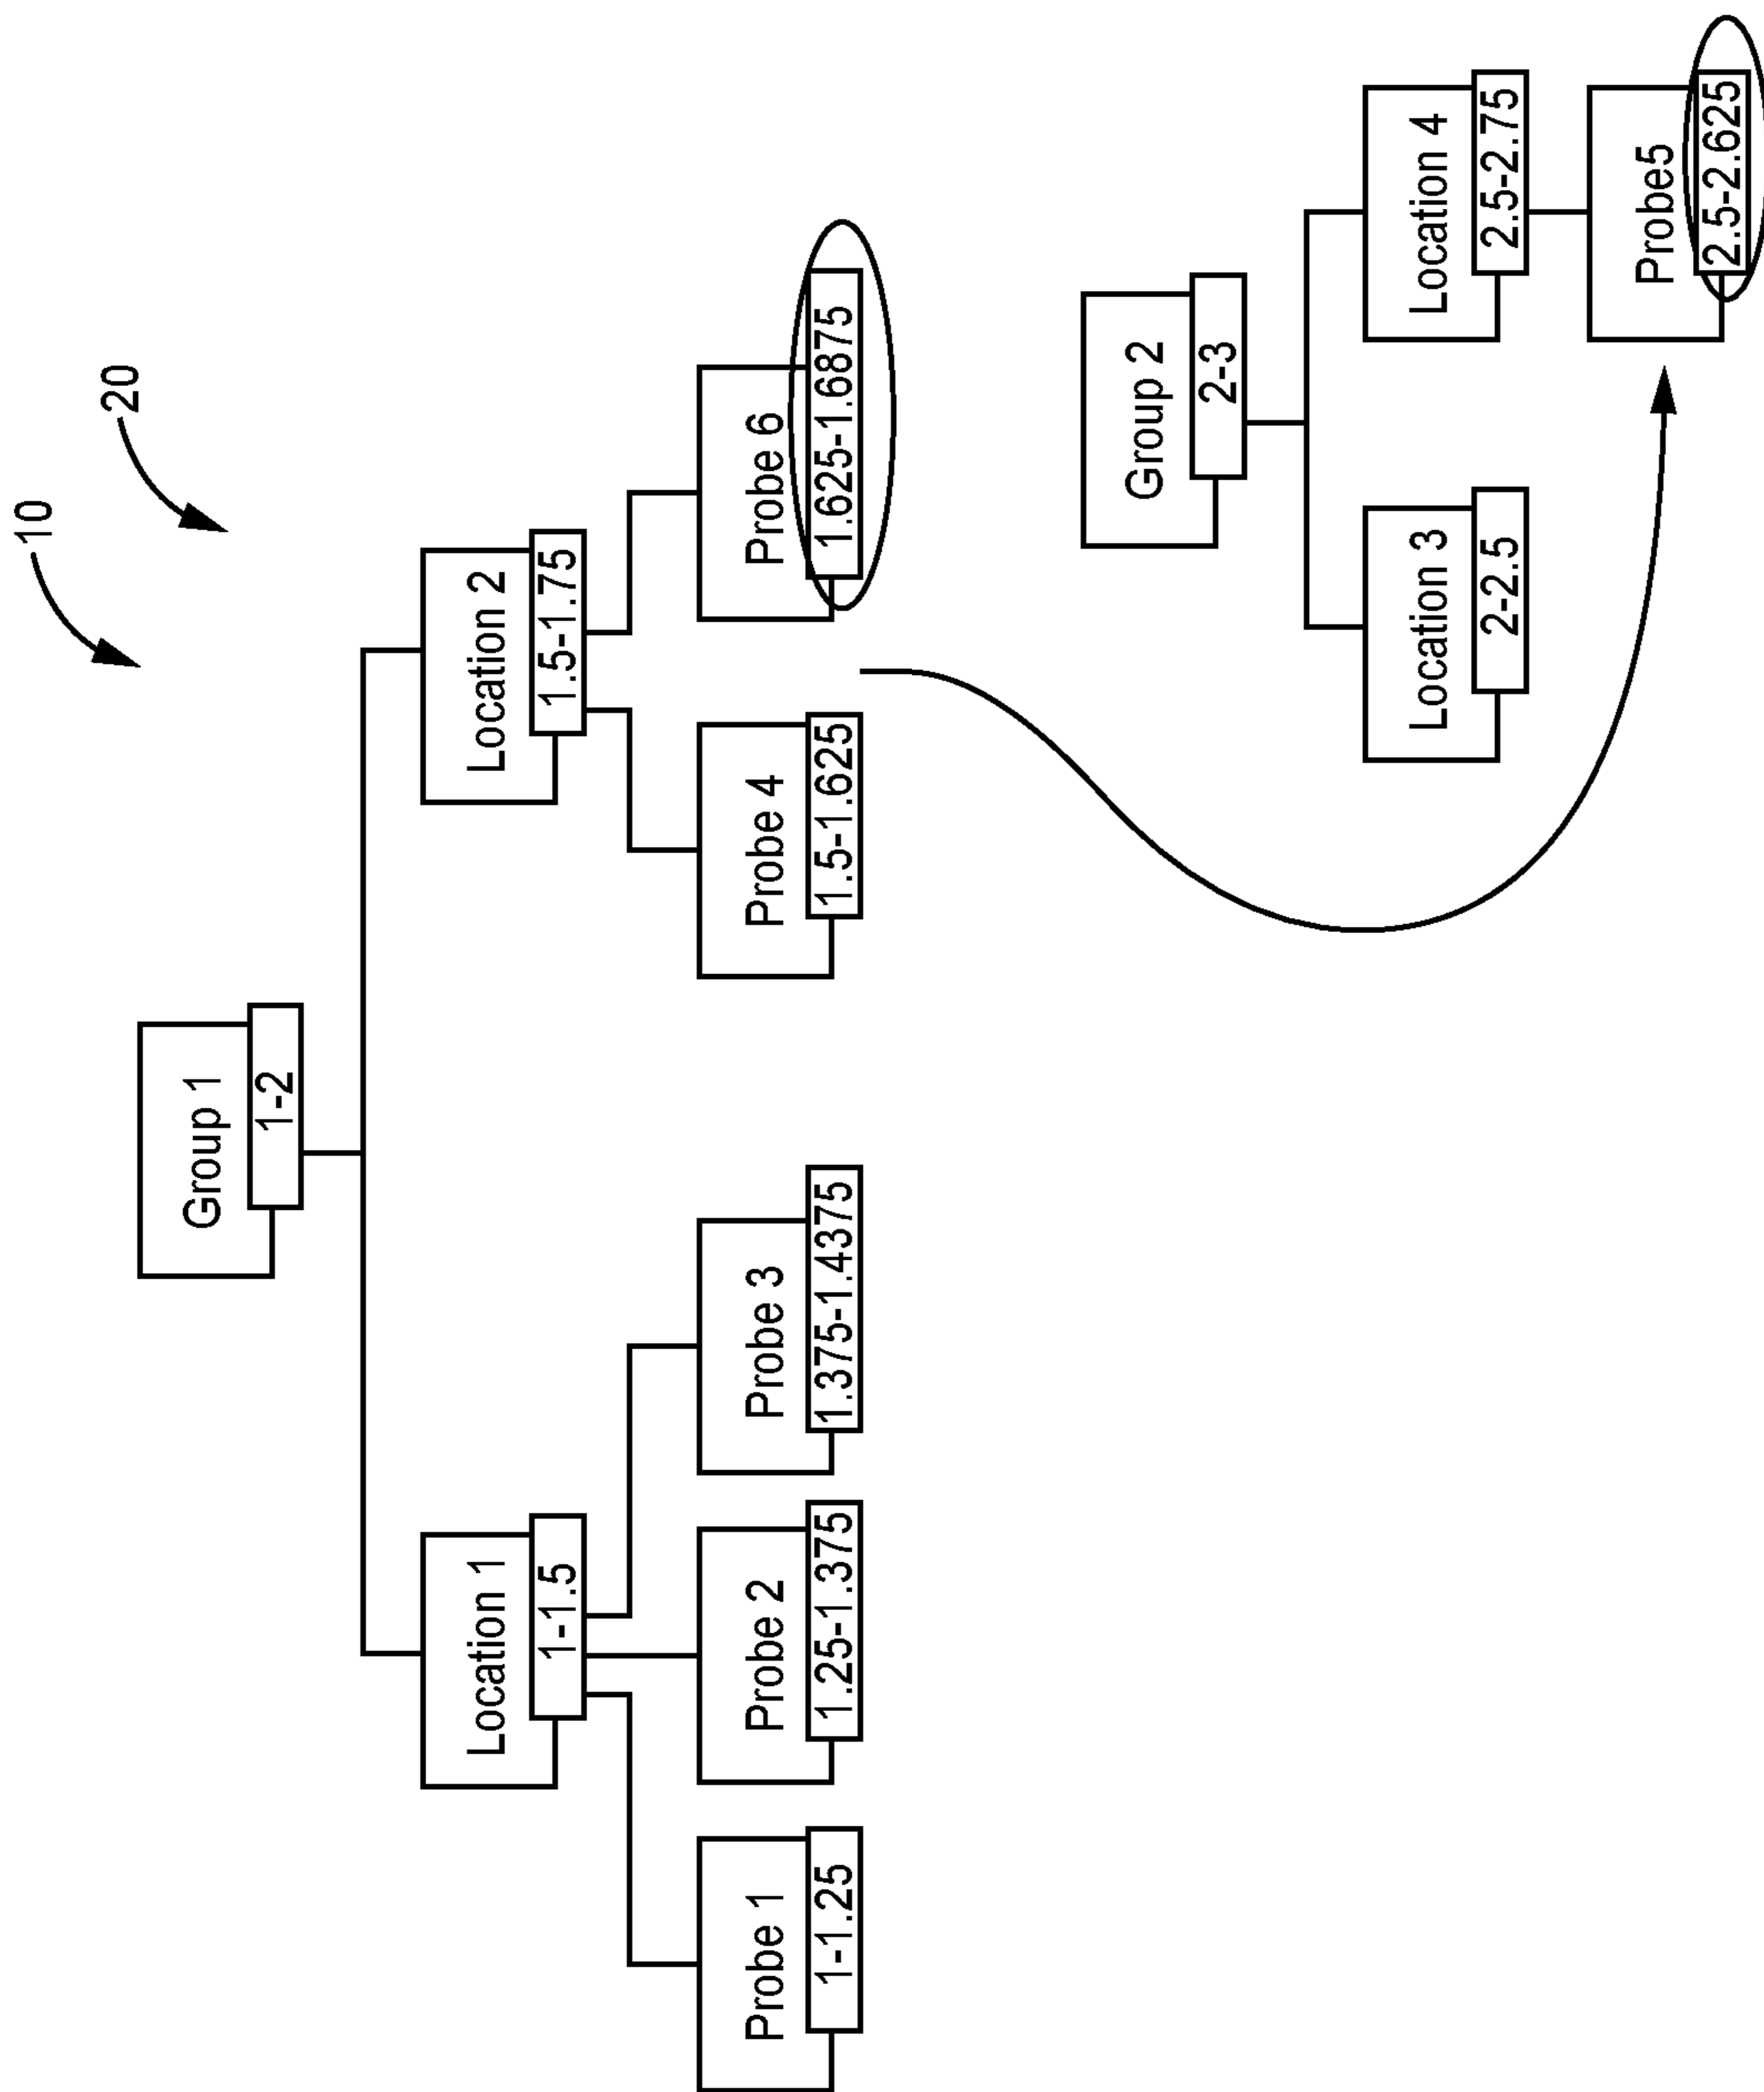 10
20
Group 1
1-2
Location 1
1-1.5
Location 2
1.5-1.75
Probe 1
1-1.25
Probe 2
1.25-1.375
Probe 3
1.375-1.4375
Probe 4
1.5-1.625
Probe 6
1.625-1.6875
Group 2
2-3
Location 3
2-2.5
Location 4
2.5-2.75
Probe5
2.5-2.625